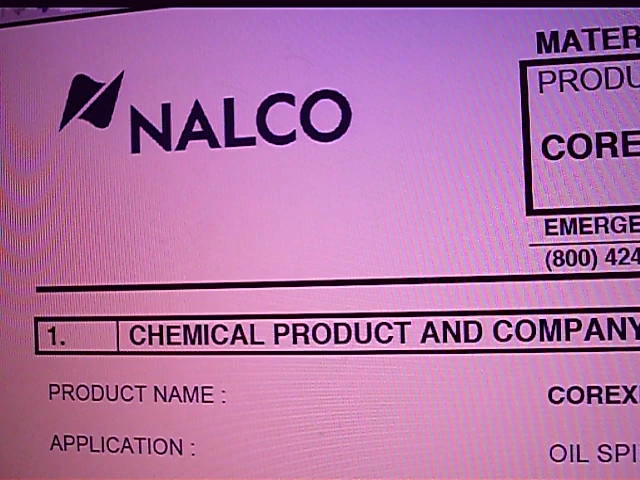 NALCO
MATER
PRODU
CORE
EMERGE
(800) 424
1. CHEMICAL PRODUCT AND COMPANY
PRODUCT NAME : COREX
APPLICATION : OIL SPI